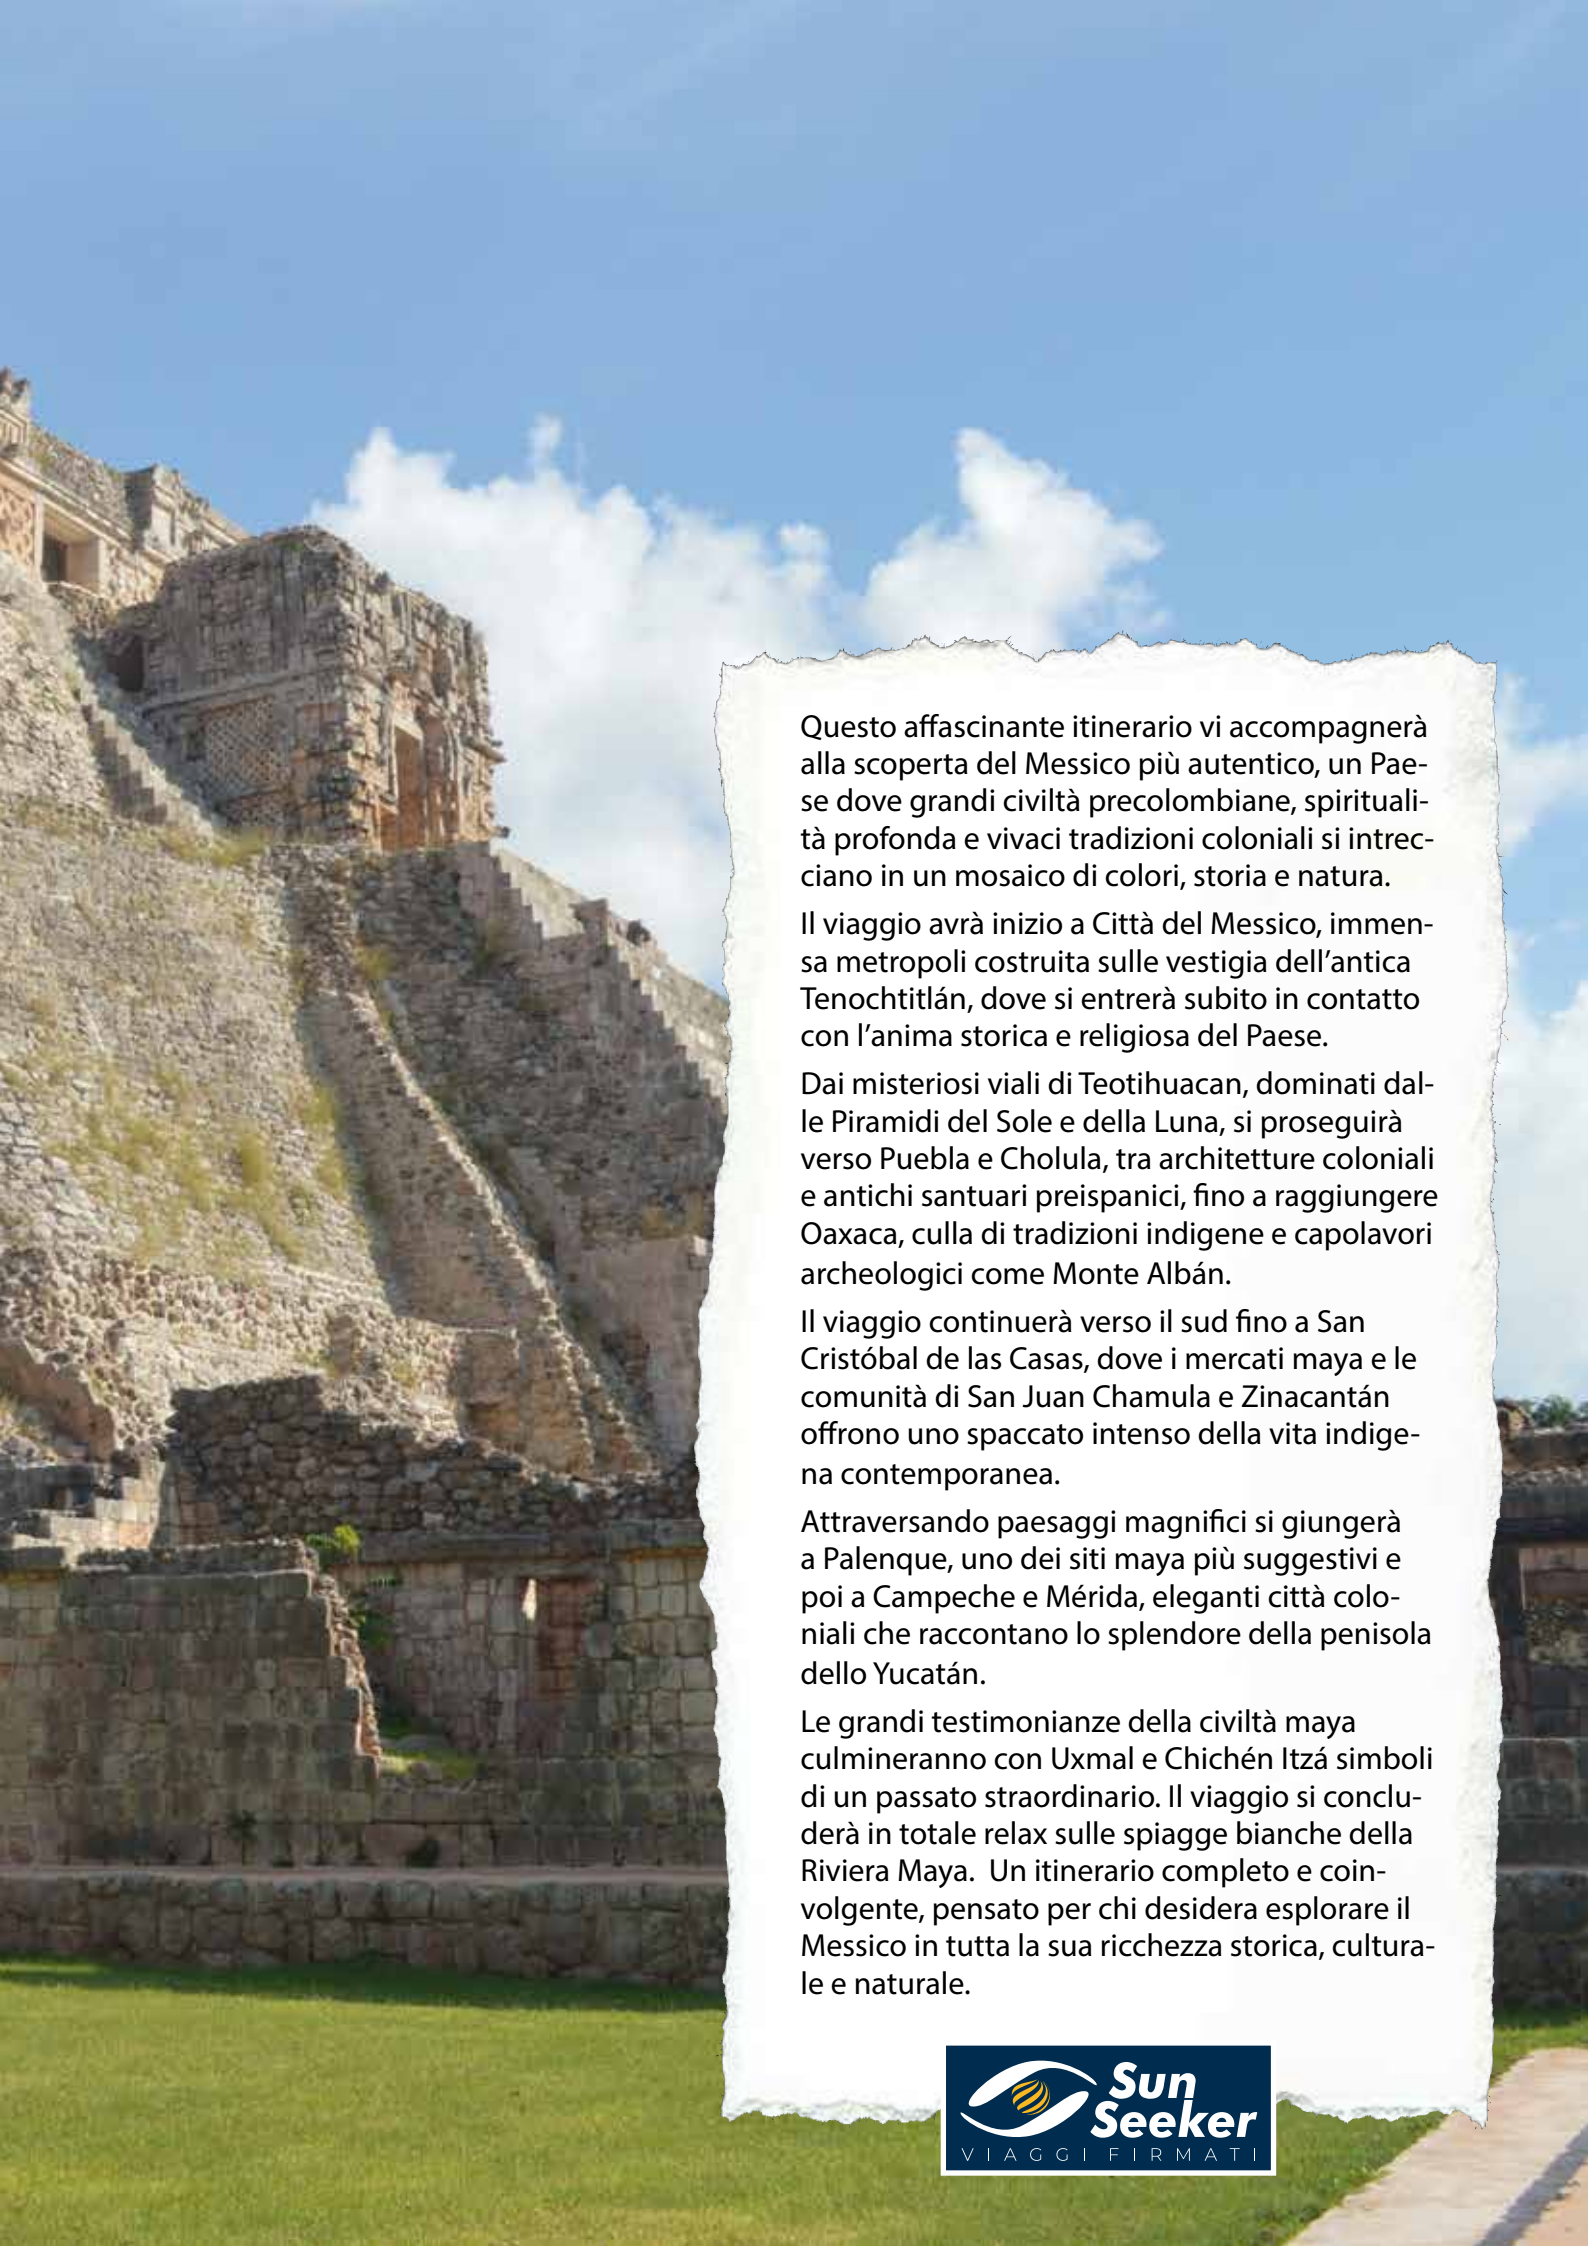 Questo affascinante itinerario vi accompagnerà
alla scoperta del Messico più autentico, un Pae-
se dove grandi civiltà precolombiane, spirituali-
tà profonda e vivaci tradizioni coloniali si intrec-
ciano in un mosaico di colori, storia e natura.
Il viaggio avrà inizio a Città del Messico, immen-
sa metropoli costruita sulle vestigia dell’antica
Tenochtitlán, dove si entrerà subito in contatto
con l’anima storica e religiosa del Paese.
Dai misteriosi viali di Teotihuacan, dominati dal-
le Piramidi del Sole e della Luna, si proseguirà
verso Puebla e Cholula, tra architetture coloniali
e antichi santuari preispanici, fino a raggiungere
Oaxaca, culla di tradizioni indigene e capolavori
archeologici come Monte Albán.
Il viaggio continuerà verso il sud fino a San
Cristóbal de las Casas, dove i mercati maya e le
comunità di San Juan Chamula e Zinacantán
offrono uno spaccato intenso della vita indige-
na contemporanea.
Attraversando paesaggi magnifici si giungerà
a Palenque, uno dei siti maya più suggestivi e
poi a Campeche e Mérida, eleganti città colo-
niali che raccontano lo splendore della penisola
dello Yucatán.
Le grandi testimonianze della civiltà maya
culmineranno con Uxmal e Chichén Itzá simboli
di un passato straordinario. Il viaggio si conclu-
derà in totale relax sulle spiagge bianche della
Riviera Maya.  Un itinerario completo e coin-
volgente, pensato per chi desidera esplorare il
Messico in tutta la sua ricchezza storica, cultura-
le e naturale.
Sun
Seeker
VIAGGI FIRMATI